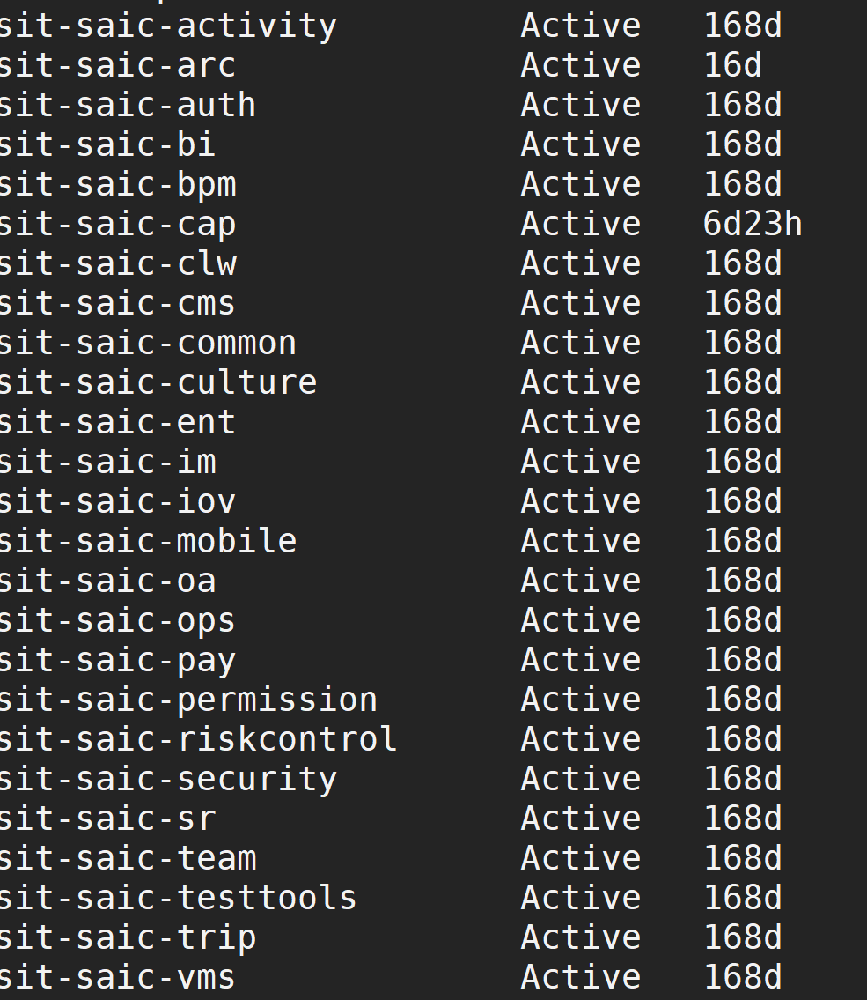 sit-saic-activity Active 168d
sit-saic-arc Active 16d
sit-saic-auth Active 168d
sit-saic-bi Active 168d
sit-saic-bpm Active 168d
sit-saic-cap Active 6d23h
sit-saic-clw Active 168d
sit-saic-cms Active 168d
sit-saic-common Active 168d
sit-saic-culture Active 168d
sit-saic-ent Active 168d
sit-saic-im Active 168d
sit-saic-iov Active 168d
sit-saic-mobile Active 168d
sit-saic-oa Active 168d
sit-saic-ops Active 168d
sit-saic-pay Active 168d
sit-saic-permission Active 168d
sit-saic-riskcontrol Active 168d
sit-saic-security Active 168d
sit-saic-sr Active 168d
sit-saic-team Active 168d
sit-saic-testtools Active 168d
sit-saic-trip Active 168d
sit-saic-vms Active 168d